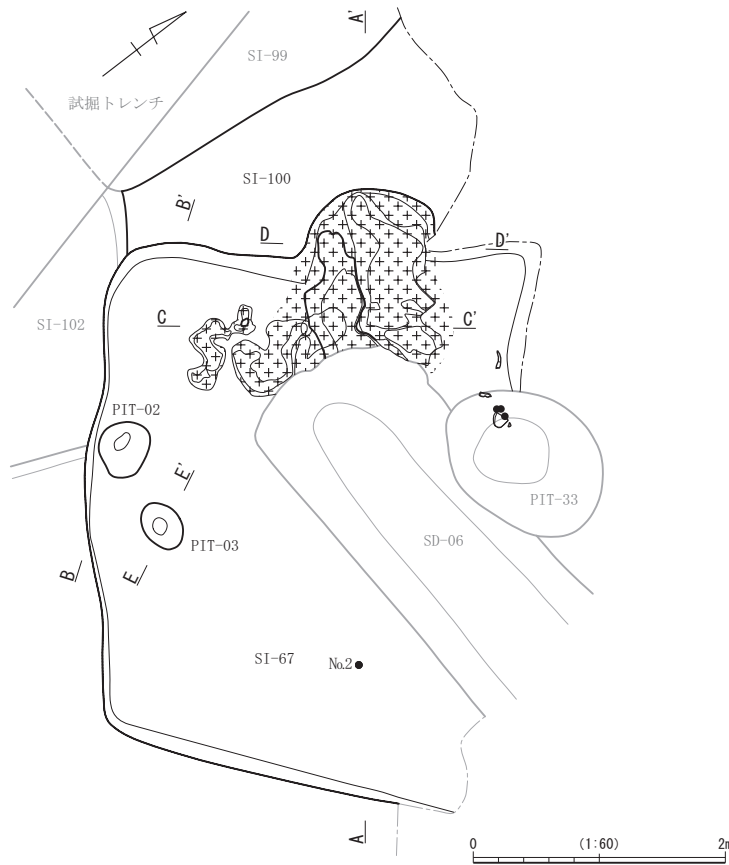 A'
SI-99
試掘トレンチ
SI-100
B'
D
D'
C
C'
SI-102
PIT-02
E'
PIT-33
PIT-03
SD-06
B
E
SI-67
No.2
A
0
(1:60)
2m